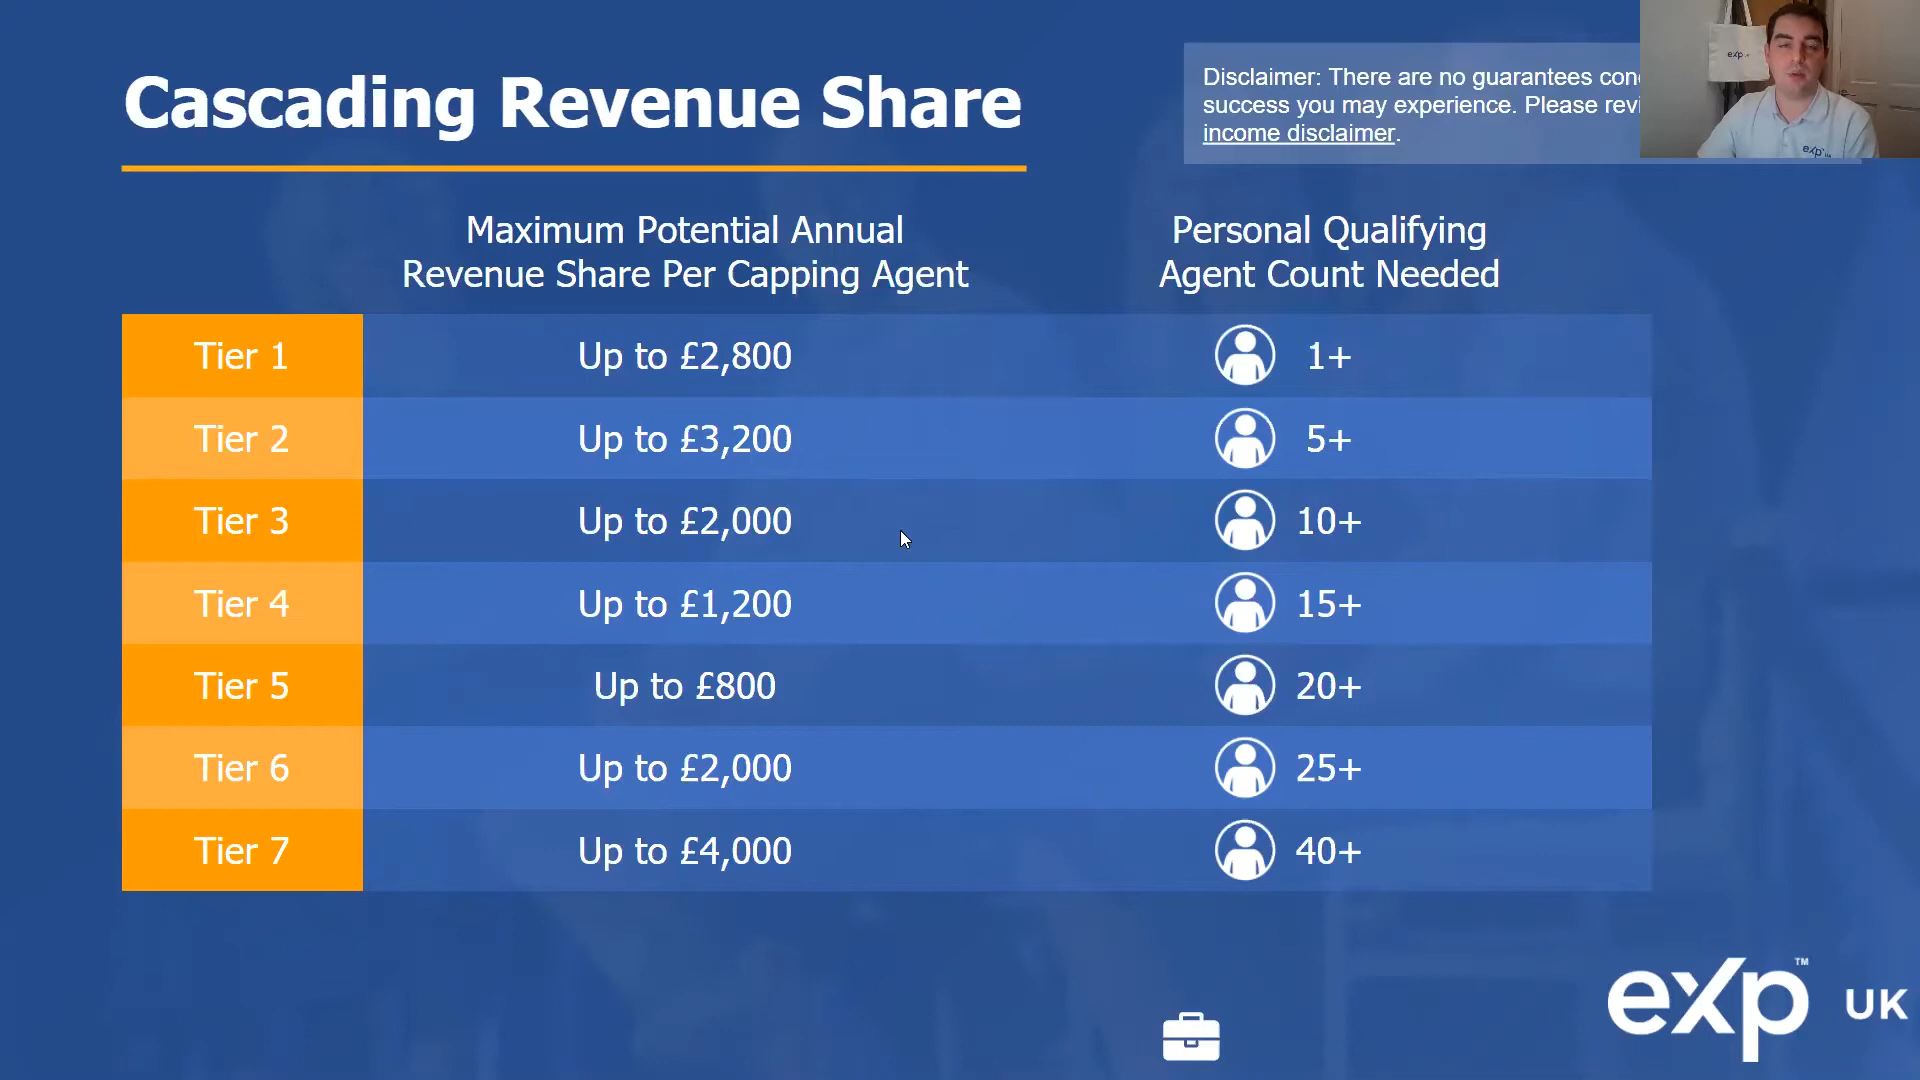 Cascading Revenue Share
Disclaimer: There are no guarantees
success you may experience. Please
income disclaimer.
Maximum Potential Annual
Revenue Share Per Capping Agent
Personal Qualifying
Agent Count Needed
Tier 1 Up to £2,800 1+
Tier 2 Up to £3,200 5+
Tier 3 Up to £2,000 10+
Tier 4 Up to £1,200 15+
Tier 5 Up to £800 20+
Tier 6 Up to £2,000 25+
Tier 7 Up to £4,000 40+
exp
exp UK
eXp™ UK